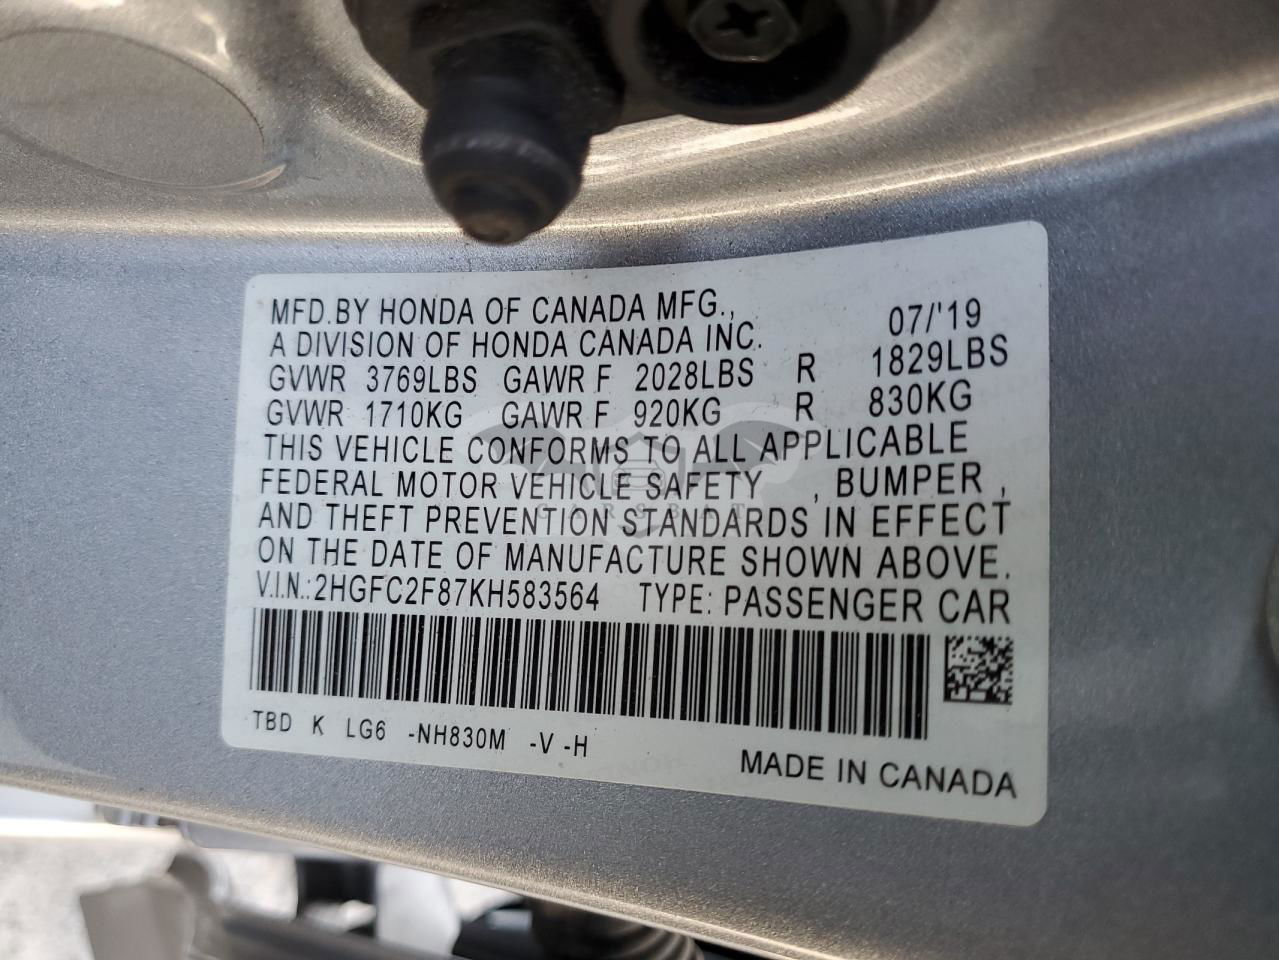 MFD.BY HONDA OF CANADA MFG., 07/'19
A DIVISION OF HONDA CANADA INC.
GVWR 3769LBS GAWR F 2028LBS R 1829LBS
GVWR 1710KG GAWR F 920KG R 830KG
THIS VEHICLE CONFORMS TO ALL APPLICABLE
FEDERAL MOTOR VEHICLE SAFETY , BUMPER ,
AND THEFT PREVENTION STANDARDS IN EFFECT
ON THE DATE OF MANUFACTURE SHOWN ABOVE.
V.I.N.:2HGFC2F87KH583564 TYPE: PASSENGER CAR
TBD K LG6 -NH830M -V -H
MADE IN CANADA
CARSBAT